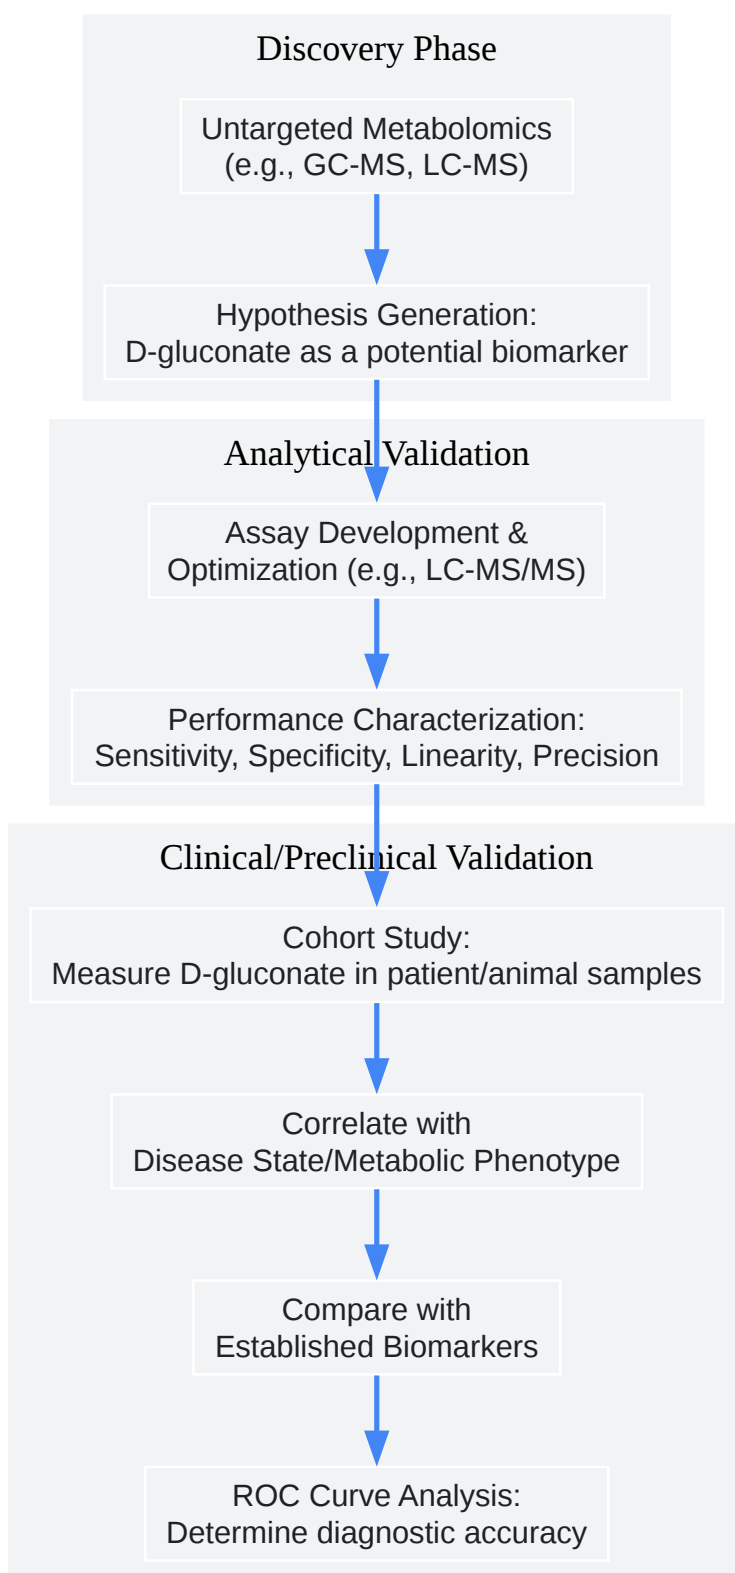 Discovery Phase
Untargeted Metabolomics
(e.g., GC-MS, LC-MS)
Hypothesis Generation:
D-gluconate as a potential biomarker
Analytical Validation
Assay Development &
Optimization (e.g., LC-MS/MS)
Performance Characterization:
Sensitivity, Specificity, Linearity, Precision
Clinical/Preclinical Validation
Cohort Study:
Measure D-gluconate in patient/animal samples
Correlate with
Disease State/Metabolic Phenotype
Compare with
Established Biomarkers
ROC Curve Analysis:
Determine diagnostic accuracy